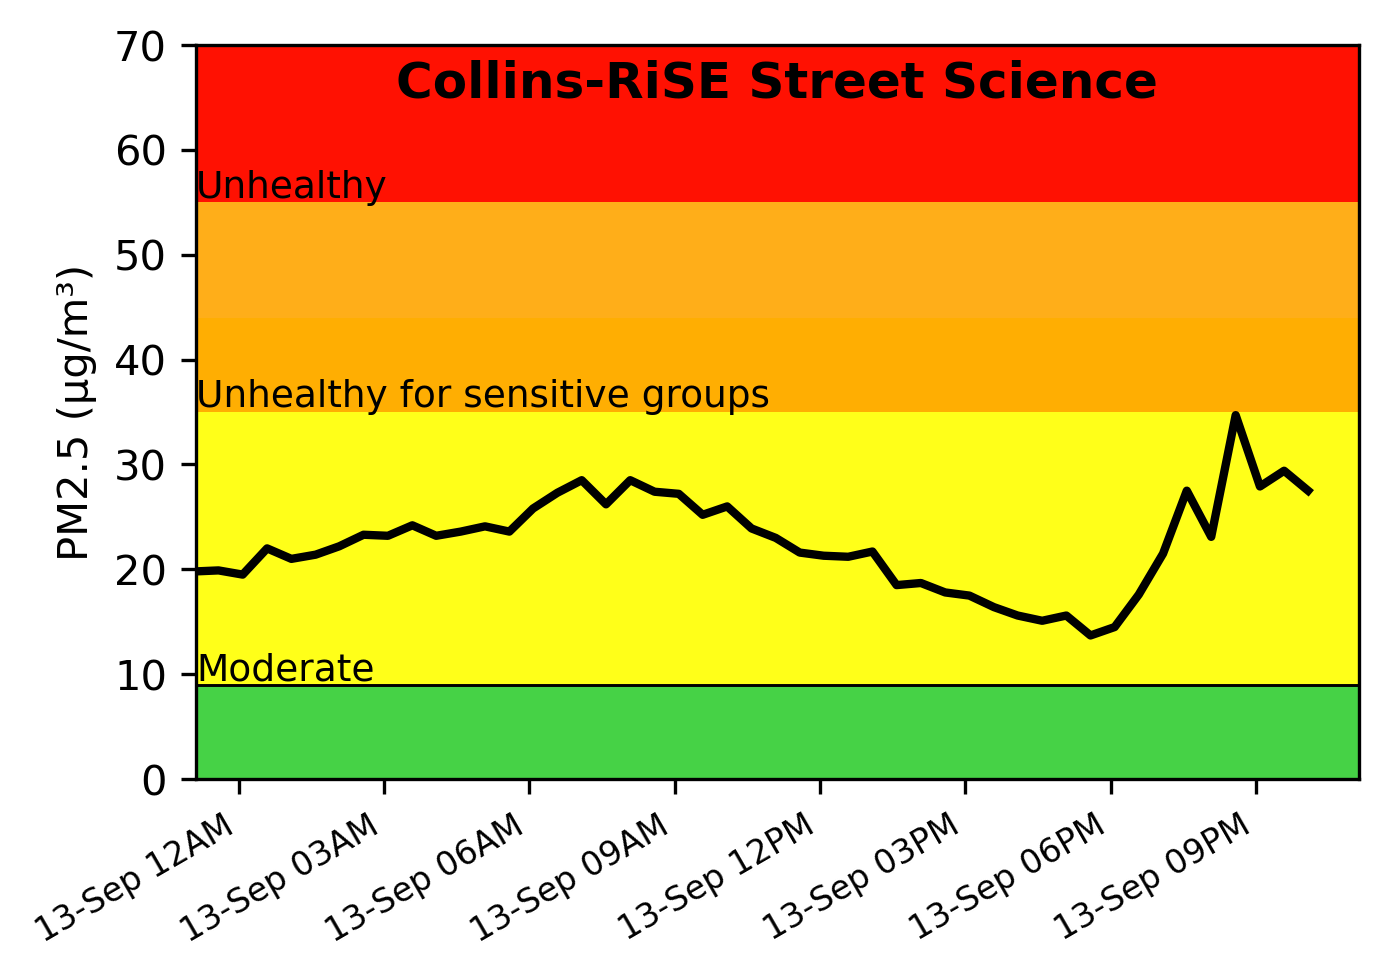 Collins-RiSE Street Science
70
60
50
40
30
20
10
0
PM2.5 (µg/m³)
Unhealthy
Unhealthy for sensitive groups
Moderate
13-Sep 12AM
13-Sep 03AM
13-Sep 06AM
13-Sep 09AM
13-Sep 12PM
13-Sep 03PM
13-Sep 06PM
13-Sep 09PM